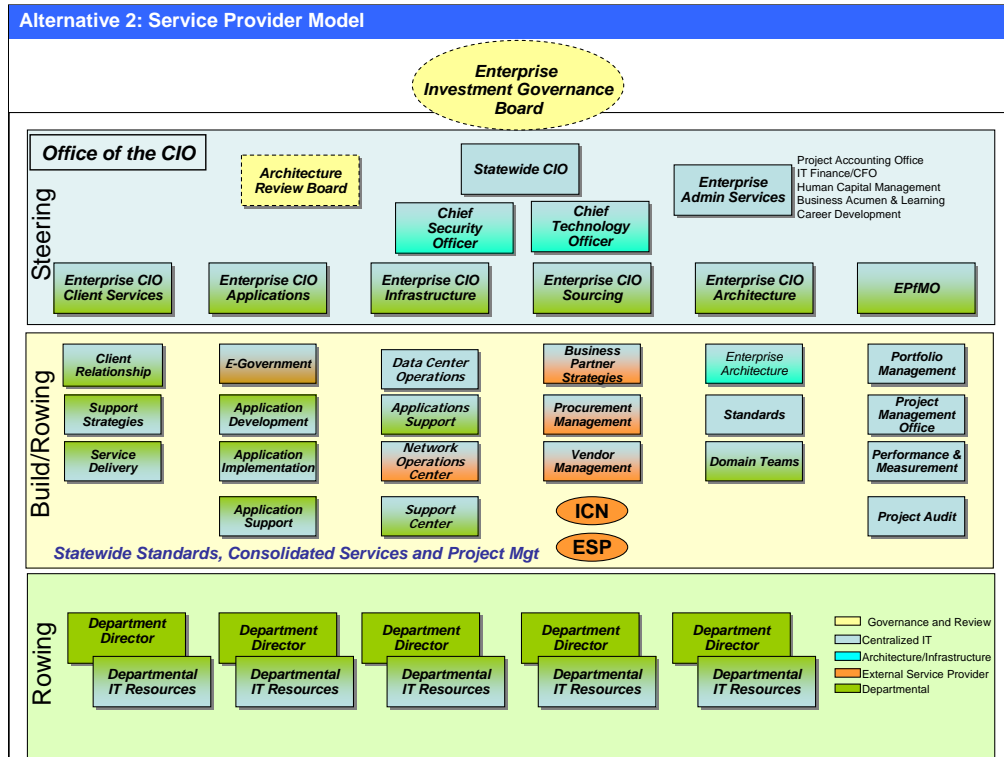 Alternative 2: Service Provider Model
Enterprise
Investment Governance
Board
Office of the CIO
Steering
Architecture
Review Board
Statewide CIO
Enterprise
Admin Services
Project Accounting Office
IT Finance/CFO
Human Capital Management
Business Acumen & Learning
Career Development
Chief
Security
Officer
Chief
Technology
Officer
Enterprise CIO
Client Services
Enterprise CIO
Applications
Enterprise CIO
Infrastructure
Enterprise CIO
Sourcing
Enterprise CIO
Architecture
EPfMO
Build/Rowing
Client
Relationship
E-Government
Data Center
Operations
Business
Partner
Strategies
Enterprise
Architecture
Portfolio
Management
Support
Strategies
Application
Development
Applications
Support
Procurement
Management
Standards
Project
Management
Office
Service
Delivery
Application
Implementation
Network
Operations
Center
Vendor
Management
Domain Teams
Performance &
Measurement
Application
Support
Support
Center
ICN
Project Audit
ESP
Statewide Standards, Consolidated Services and Project Mgt
Rowing
Department
Director
Departmental
IT Resources
Department
Director
Departmental
IT Resources
Department
Director
Departmental
IT Resources
Department
Director
Departmental
IT Resources
Department
Director
Departmental
IT Resources
Governance and Review
Centralized IT
Architecture/Infrastructure
External Service Provider
Departmental